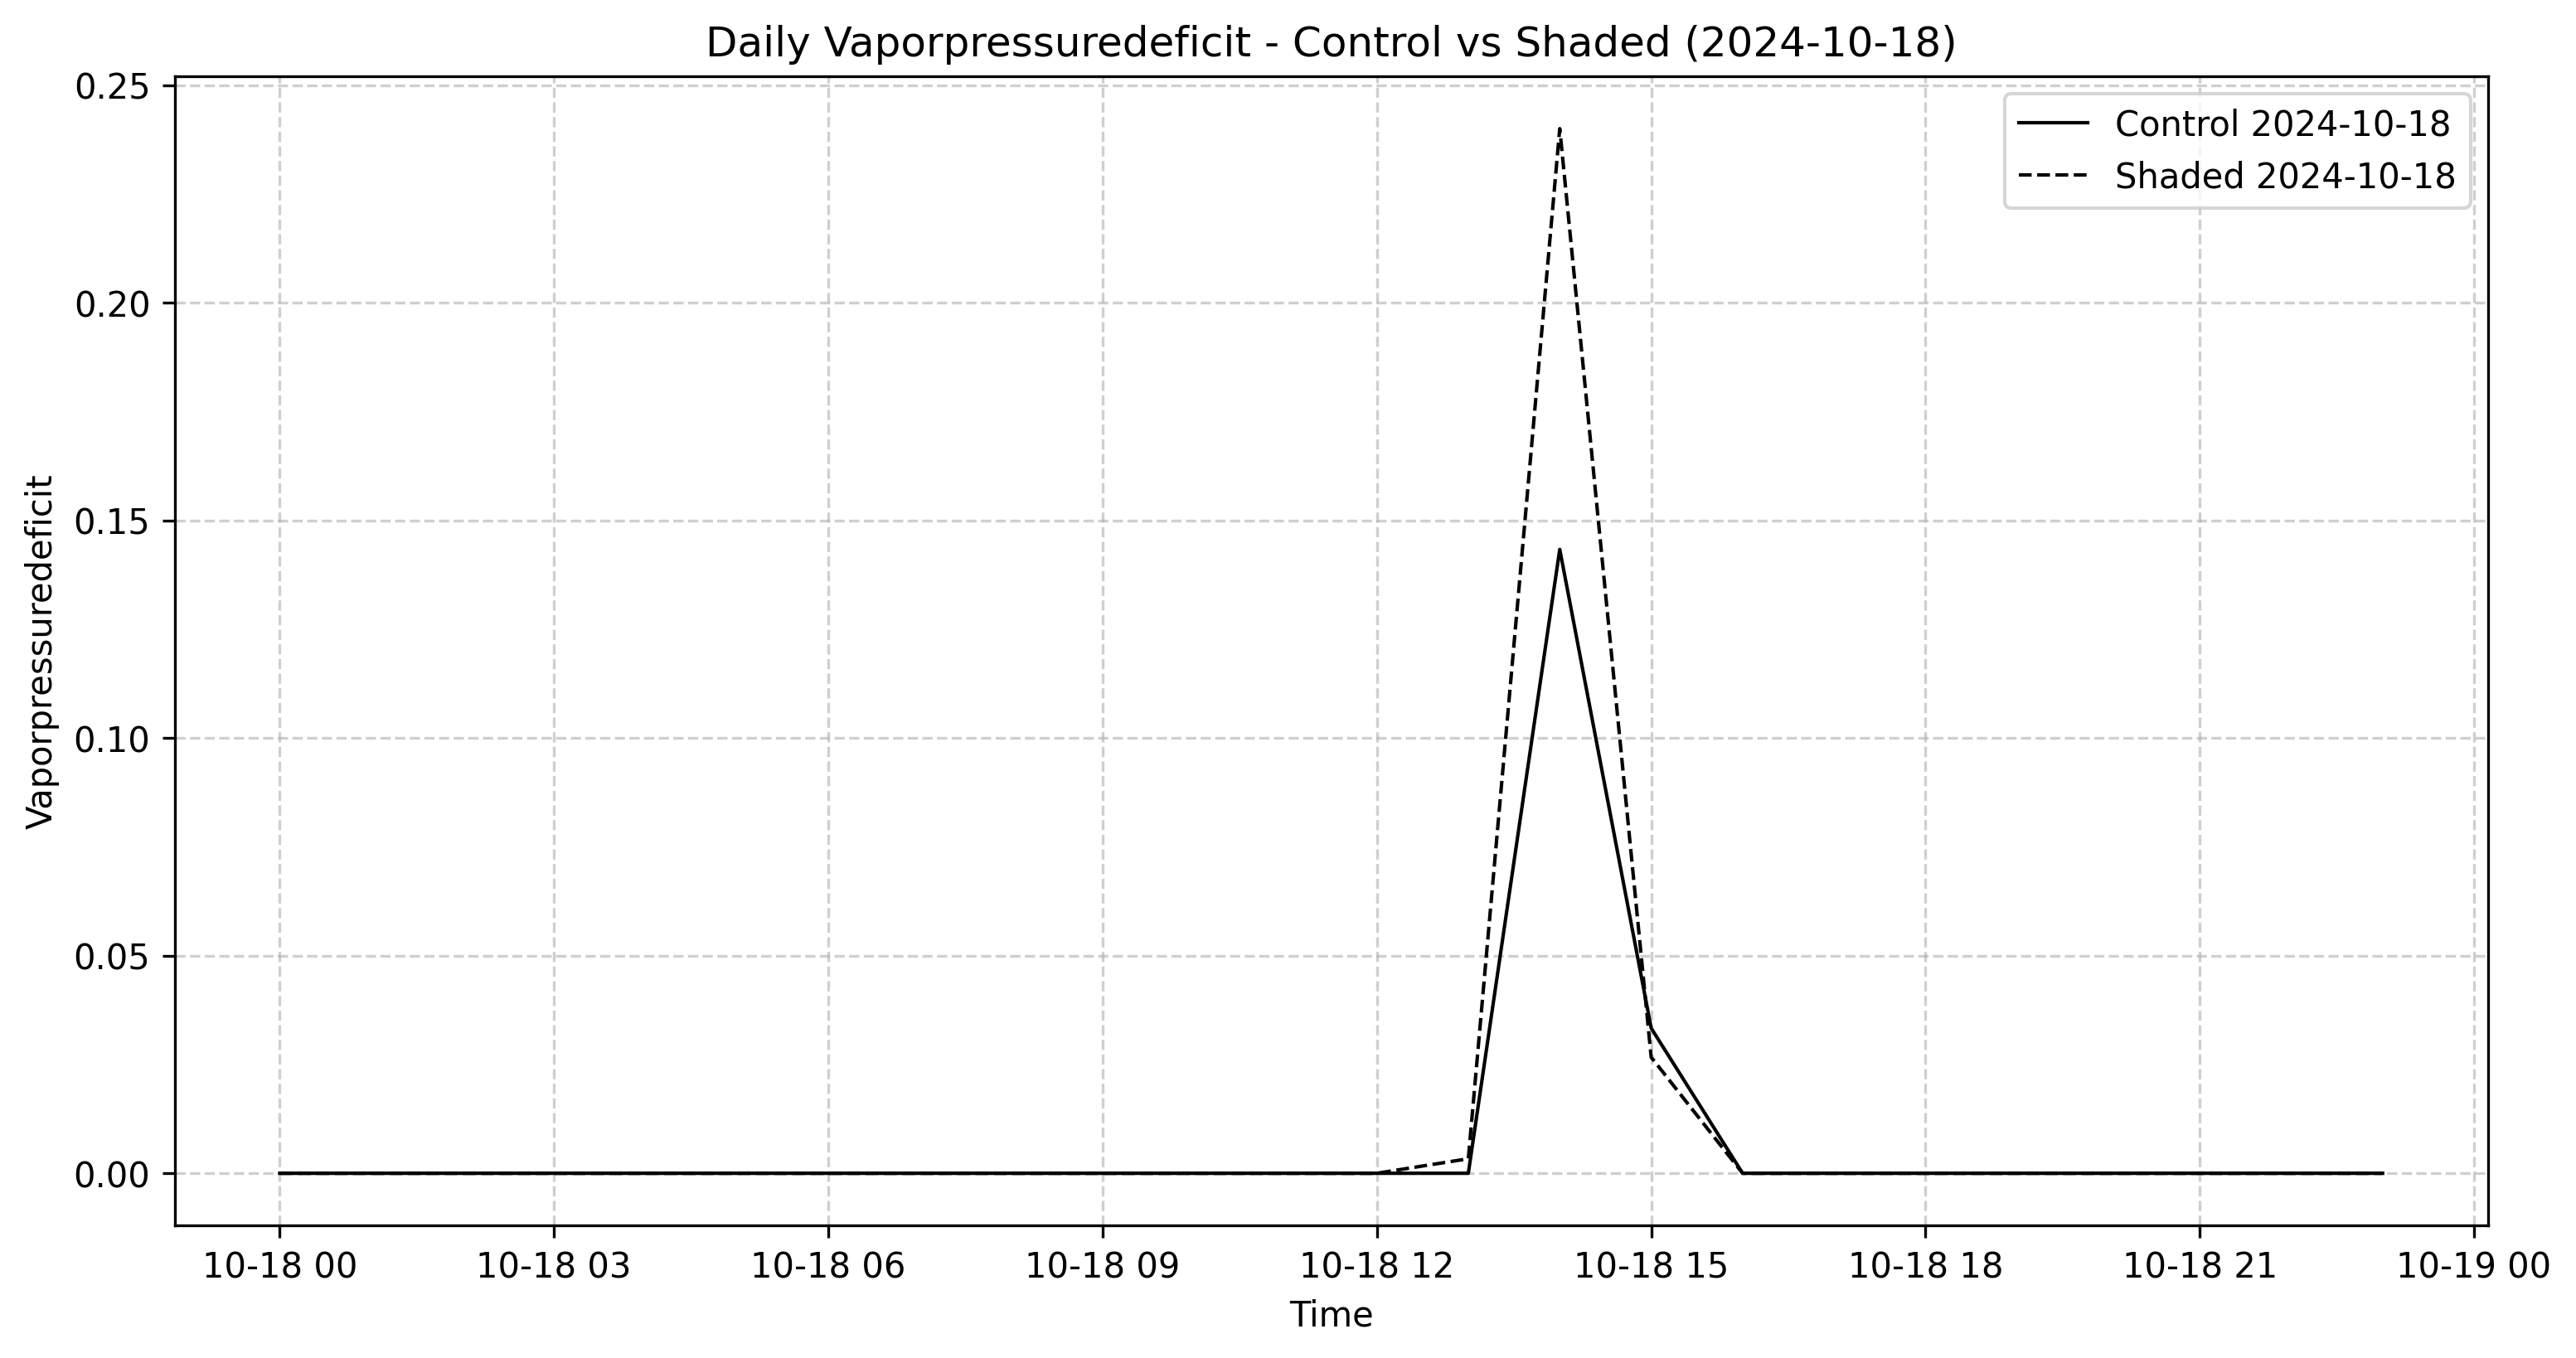 Daily Vaporpressuredeficit - Control vs Shaded (2024-10-18)
Control 2024-10-18
Shaded 2024-10-18
Vaporpressuredeficit
0.25
0.20
0.15
0.10
0.05
0.00
10-18 00 10-18 03 10-18 06 10-18 09 10-18 12 10-18 15 10-18 18 10-18 21 10-19 00
Time